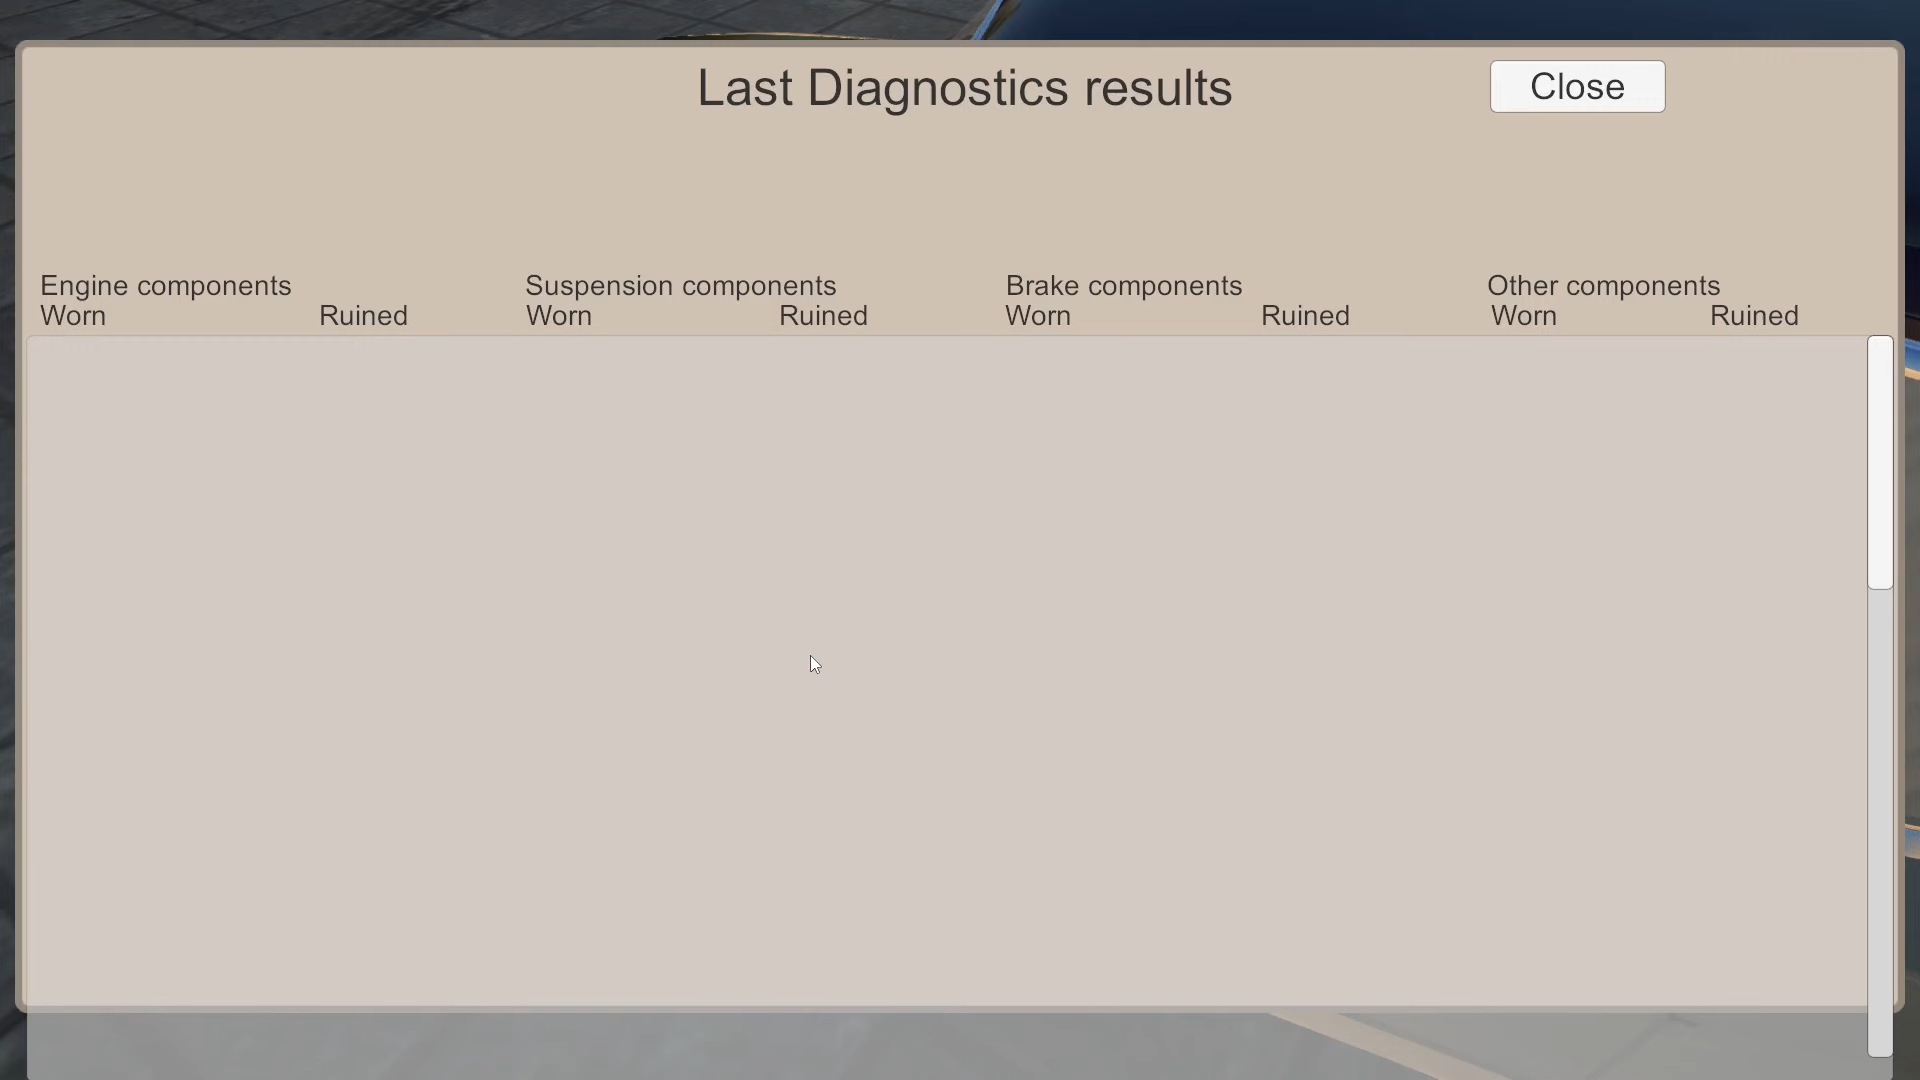 Last Diagnostics results
Close
Engine components
Suspension components
Brake components
Other components
Worn
Ruined
Worn
Ruined
Worn
Ruined
Worn
Ruined